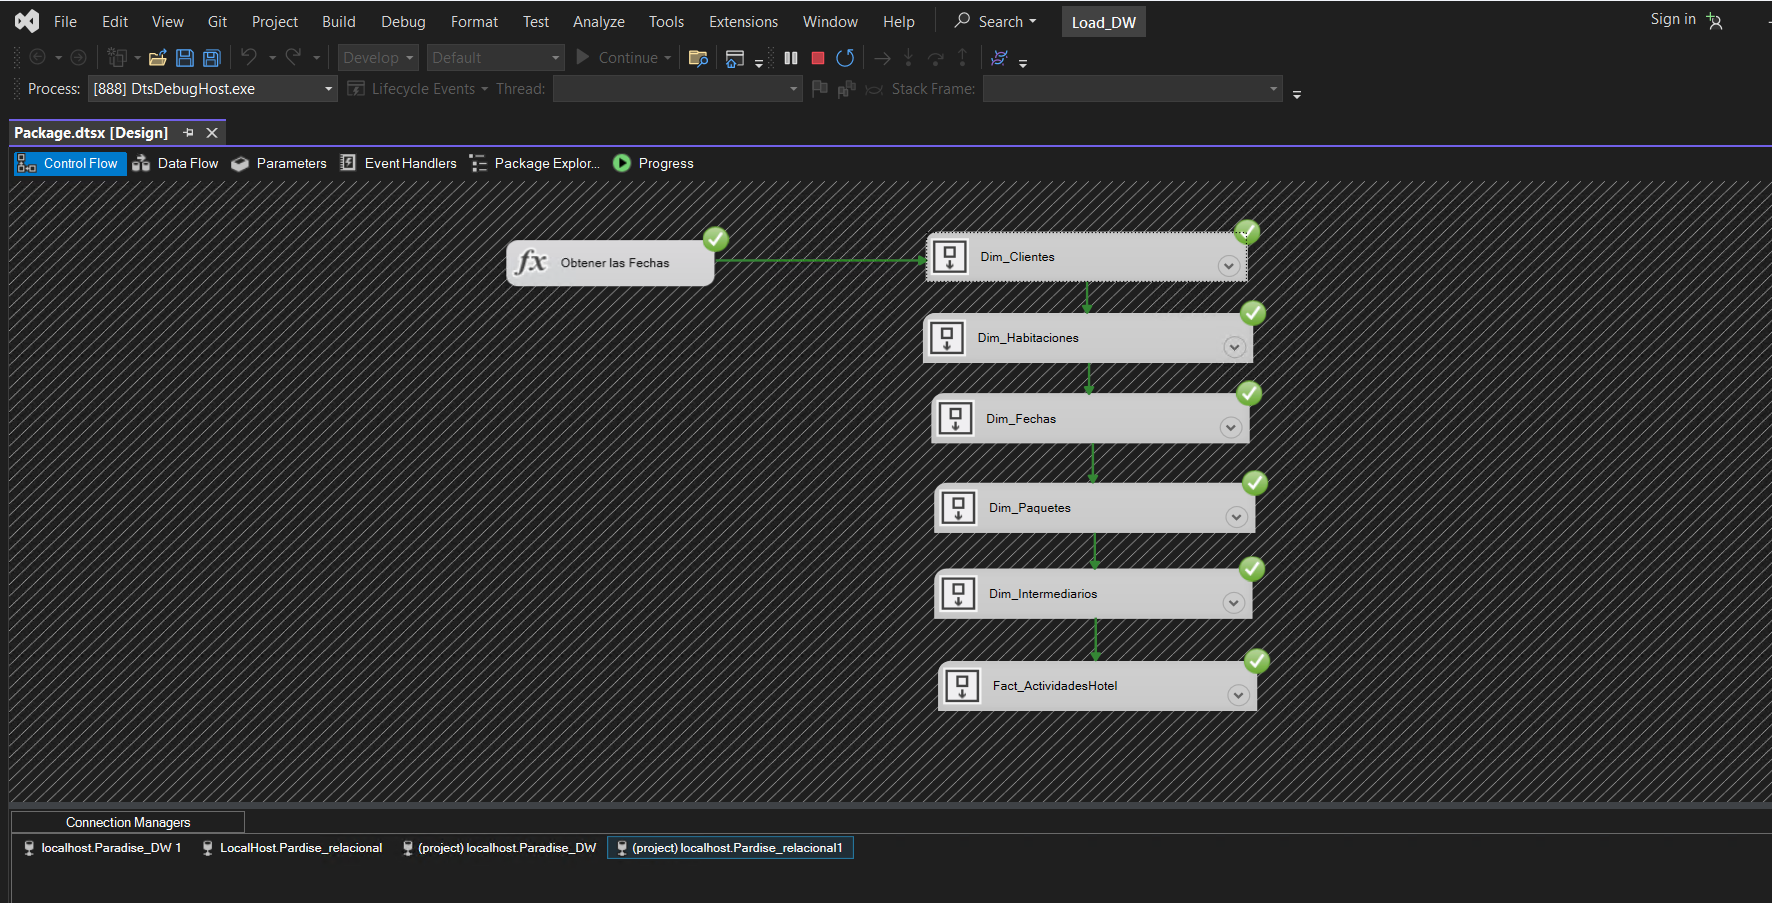 File Edit View Git Project Build Debug Format Test Analyze Tools Extensions Window Help Search Load_DW Sign in
Develop Default Continue
Process: [888] DtsDebugHost.exe Lifecycle Events Thread: Stack Frame:
Package.dtsx [Design]
Control Flow Data Flow Parameters Event Handlers Package Explor... Progress
fx Obtener las Fechas
Dim_Clientes
Dim_Habitaciones
Dim_Fechas
Dim_Paquetes
Dim_Intermediarios
Fact_ActividadesHotel
Connection Managers
localhost.Paradise_DW 1 LocalHost.Pardise_relacional (project) localhost.Paradise_DW (project) localhost.Pardise_relacional1